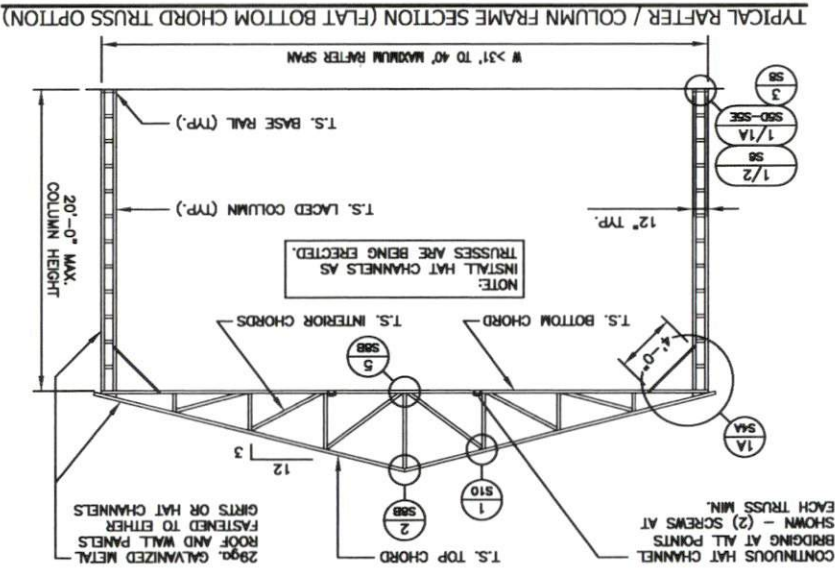 29ga. GALVANIZED METAL
ROOF AND WALL PANELS
FASTENED TO EITHER
GIRTS OR HAT CHANNELS
T.S. TOP CHORD
CONTINUOUS HAT CHANNEL
BRIDGING AT ALL POINTS
SHOWN - (2) SCREWS AT
EACH TRUSS MIN.
2
S8B
1
S10
12
3
1A
S4A
5
S8B
T.S. INTERIOR CHORDS
T.S. BOTTOM CHORD
4'-0"
NOTE:
INSTALL HAT CHANNELS AS
TRUSSES ARE BEING ERECTED.
20'-0" MAX.
COLUMN HEIGHT
T.S. LACED COLUMN (TYP.)
12" TYP.
T.S. BASE RAIL (TYP.)
1/2
S8
1/1A
S5D-S5E
3
S8
W >31' TO 40' MAXIMUM RAFTER SPAN
TYPICAL RAFTER / COLUMN FRAME SECTION (FLAT BOTTOM CHORD TRUSS OPTION)